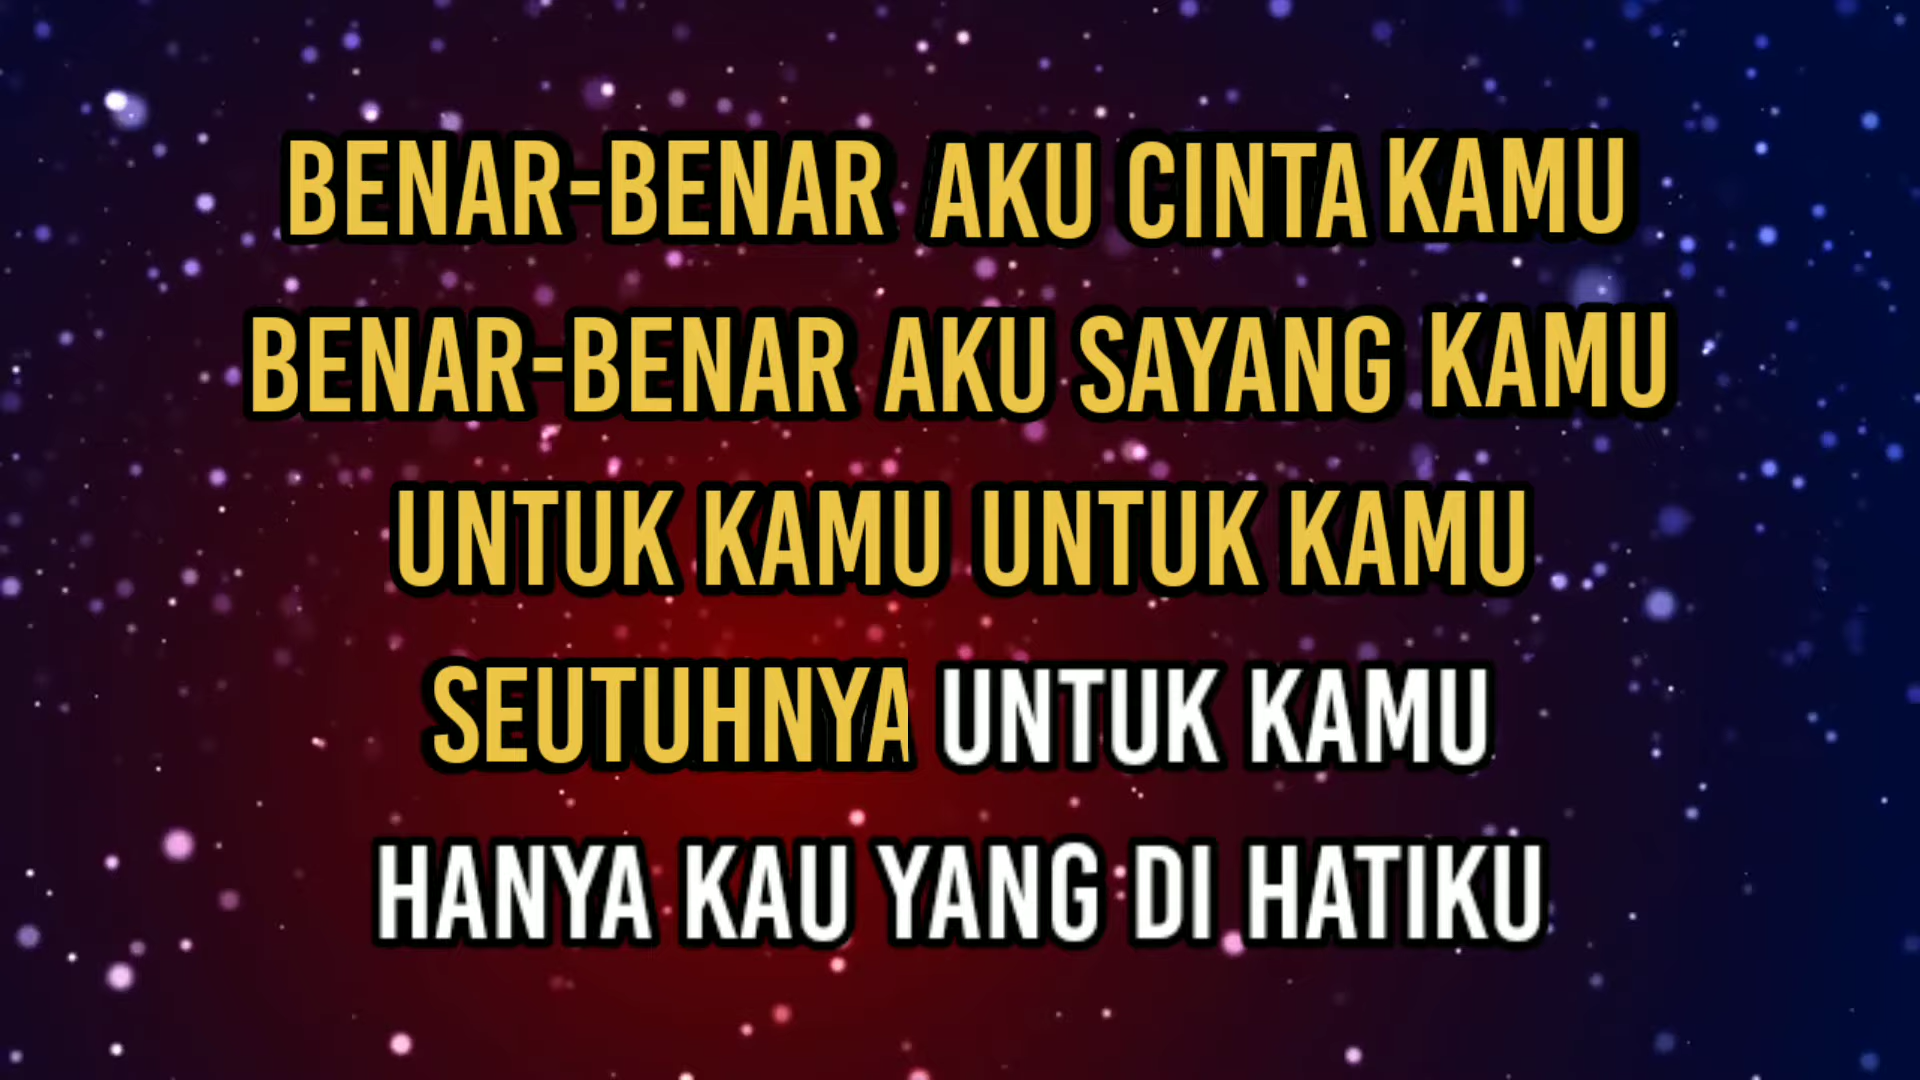 BENAR-BENAR AKU CINTA KAMU
BENAR-BENAR AKU SAYANG KAMU
UNTUK KAMU UNTUK KAMU
SEUTUHNYA UNTUK KAMU
HANYA KAU YANG DI HATIKU